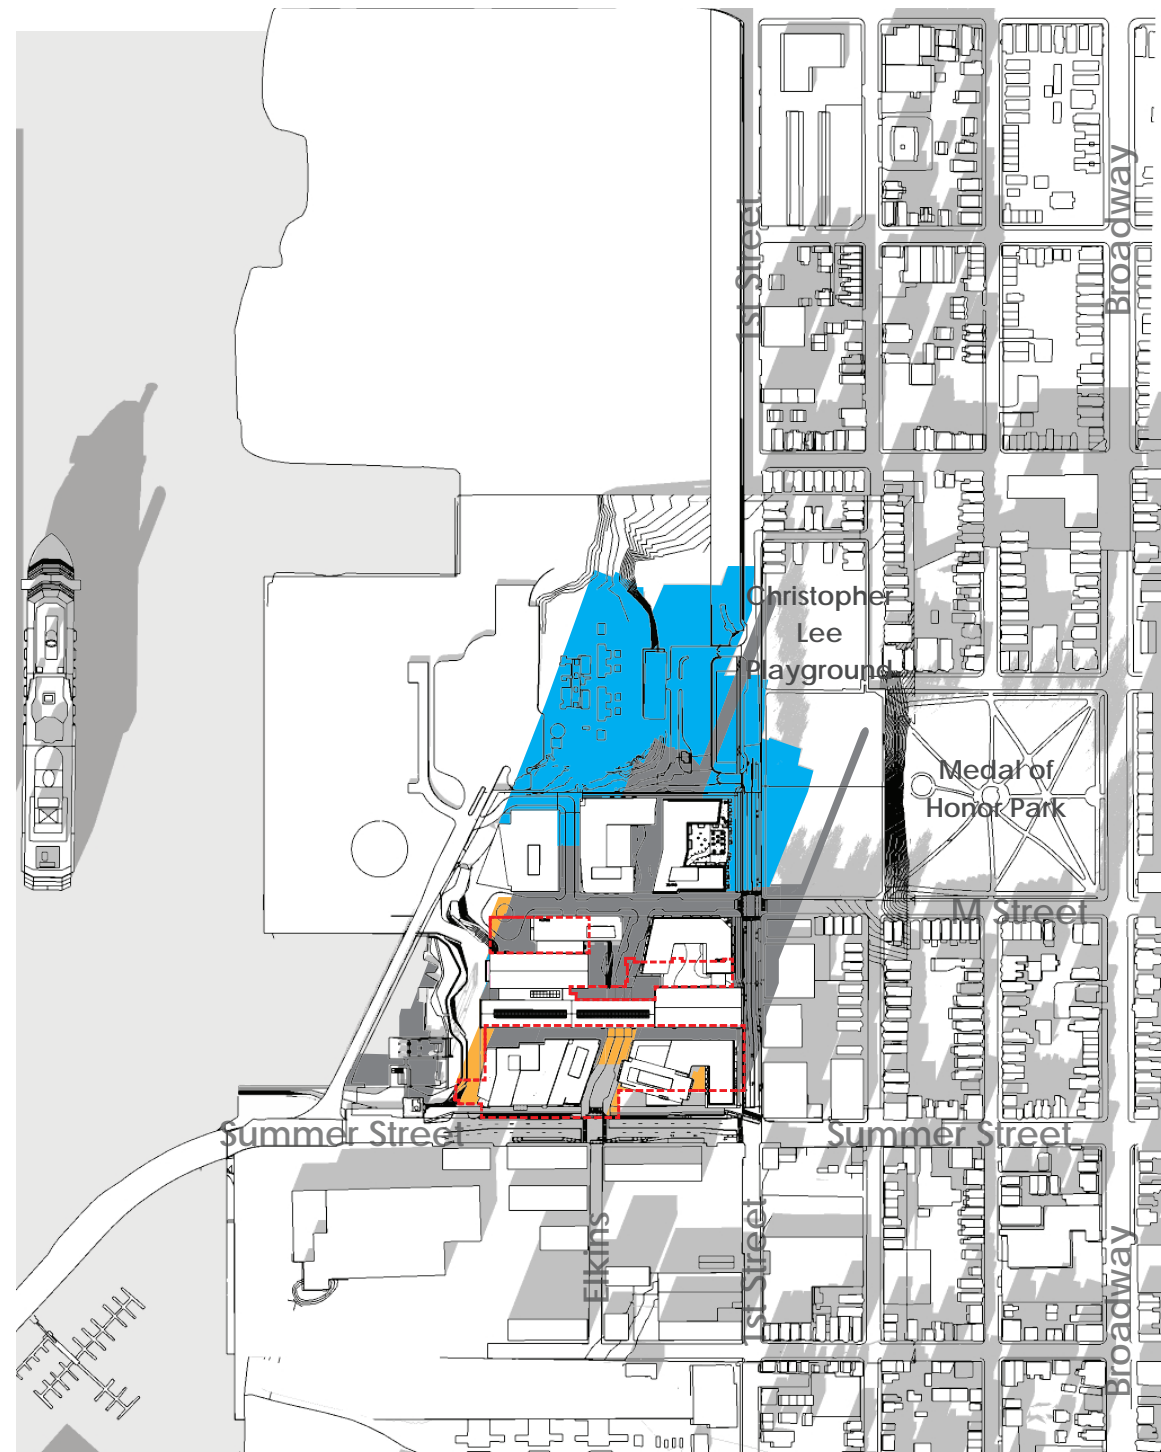 1st Street
Broadway
Christopher
Lee
Playground
Medal of
Honor Park
M Street
Summer Street
Summer Street
Elkins
1st Street
Broadway